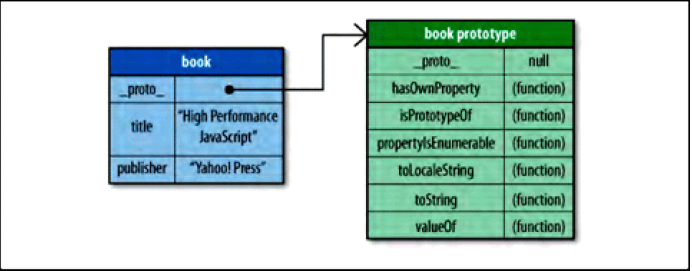 book
_proto_
title "High Performance
JavaScript"
publisher "Yahoo! Press"
book prototype
_proto_ null
hasOwnProperty (function)
isPrototypeOf (function)
propertyIsEnumerable (function)
toLocaleString (function)
toString (function)
valueOf (function)